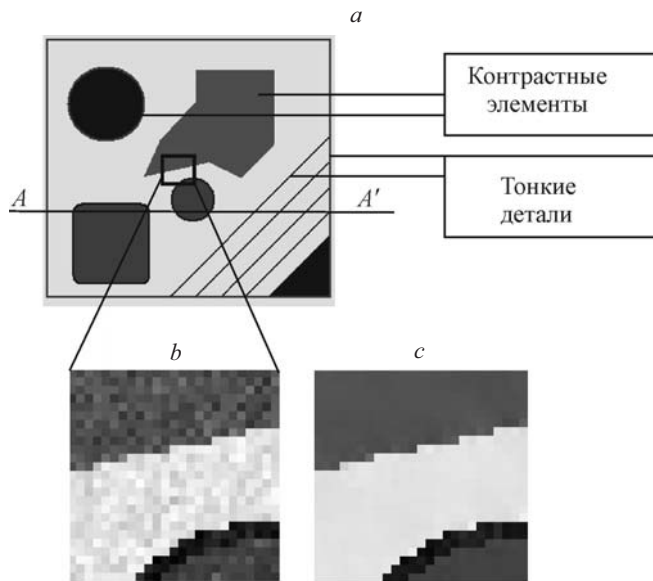 a
Контрастные
элементы
Тонкие
детали
A A′
b c